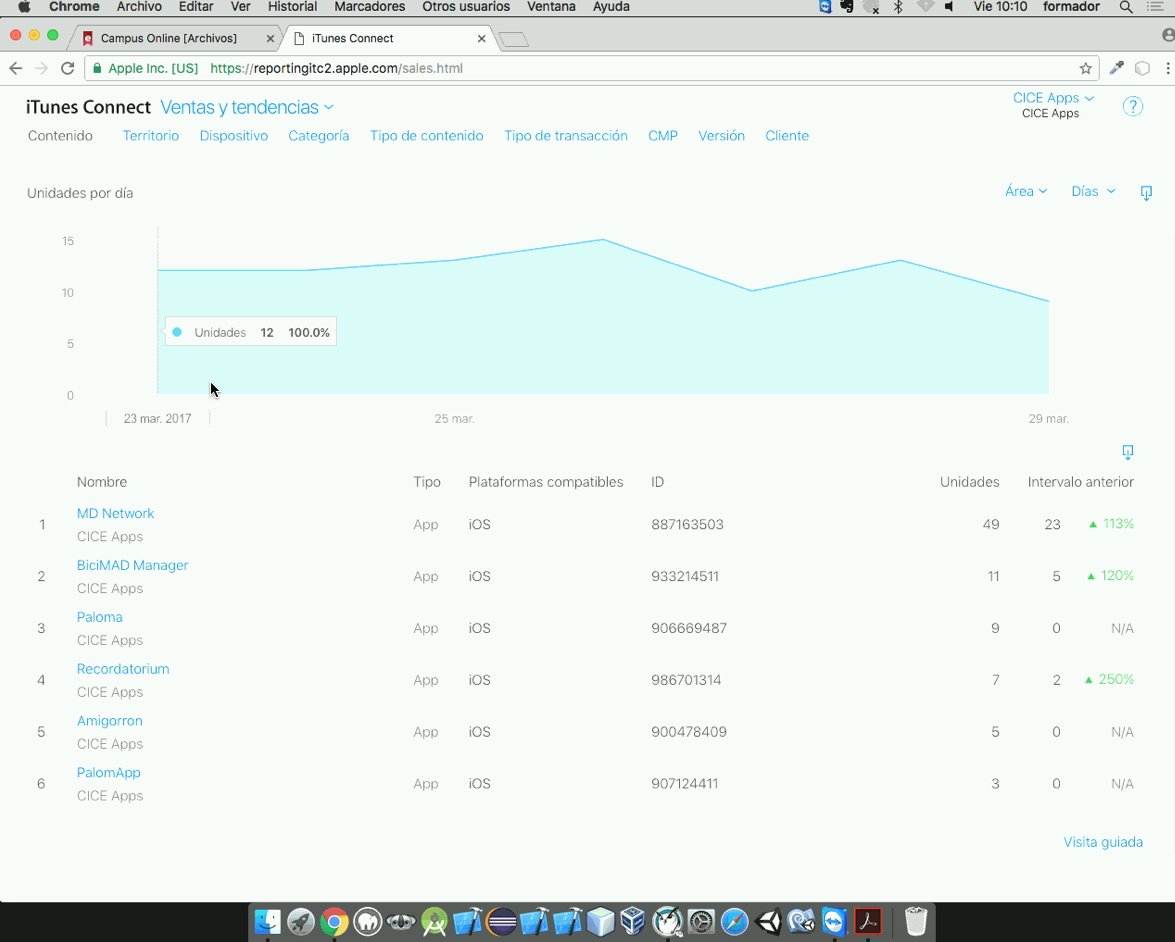 Chrome Archivo Editar Ver Historial Marcadores Otros usuarios Ventana Ayuda Vie 10:10 formador
Campus Online [Archivos] iTunes Connect
Apple Inc. [US] https://reportingitc2.apple.com/sales.html
iTunes Connect Ventas y tendencias CICE Apps ?
CICE Apps
Contenido Territorio Dispositivo Categoría Tipo de contenido Tipo de transacción CMP Versión Cliente
Unidades por día Área Días
15
10
Unidades 12 100.0%
5
0
23 mar. 2017 25 mar. 29 mar.
Nombre Tipo Plataformas compatibles ID Unidades Intervalo anterior
1 MD Network App iOS 887163503 49 23 ▲ 113%
CICE Apps
2 BiciMAD Manager App iOS 933214511 11 5 ▲ 120%
CICE Apps
3 Paloma App iOS 906669487 9 0 N/A
CICE Apps
4 Recordatorium App iOS 986701314 7 2 ▲ 250%
CICE Apps
5 Amigorron App iOS 900478409 5 0 N/A
CICE Apps
6 PalomApp App iOS 907124411 3 0 N/A
CICE Apps
Visita guiada